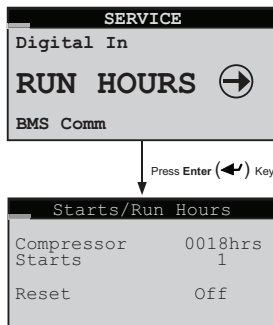 SERVICE
Digital In
RUN HOURS
BMS Comm
Press Enter (↵) Key
Starts/Run Hours
Compressor 0018hrs
Starts 1
Reset Off